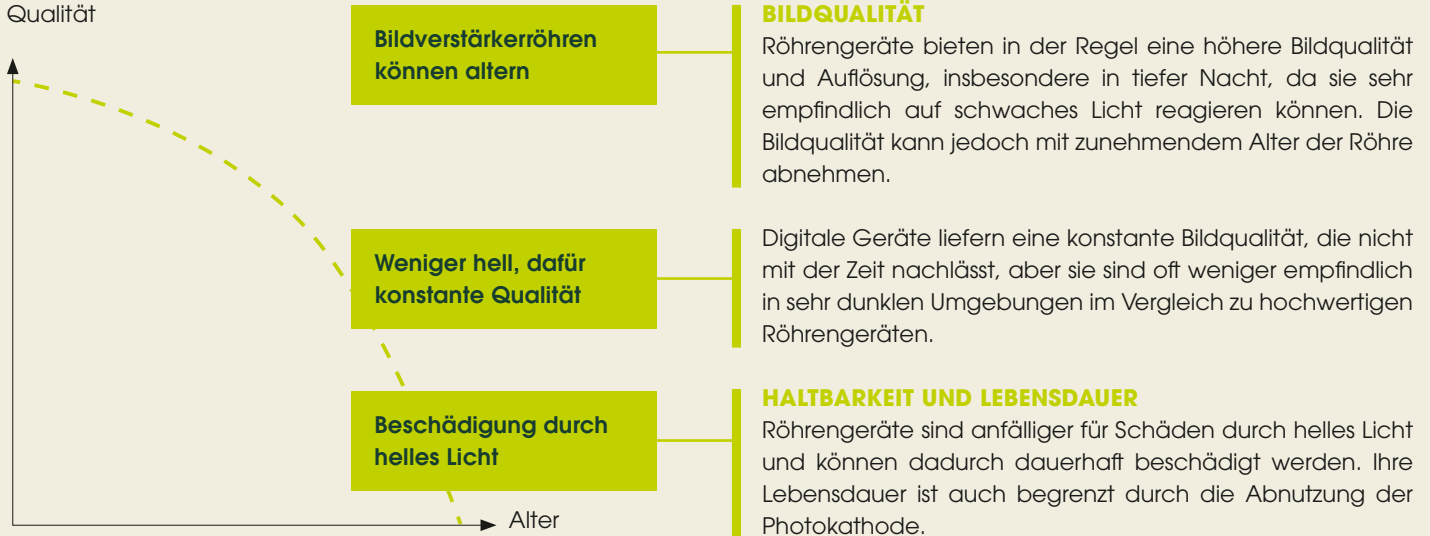 Qualität
Bildverstärkerröhren
können altern
Weniger hell, dafür
konstante Qualität
Beschädigung durch
helles Licht
Alter
BILDQUALITÄT
Röhrengeräte bieten in der Regel eine höhere Bildqualität
und Auflösung, insbesondere in tiefer Nacht, da sie sehr
empfindlich auf schwaches Licht reagieren können. Die
Bildqualität kann jedoch mit zunehmendem Alter der Röhre
abnehmen.
Digitale Geräte liefern eine konstante Bildqualität, die nicht
mit der Zeit nachlässt, aber sie sind oft weniger empfindlich
in sehr dunklen Umgebungen im Vergleich zu hochwertigen
Röhrengeräten.
HALTBARKEIT UND LEBENSDAUER
Röhrengeräte sind anfälliger für Schäden durch helles Licht
und können dadurch dauerhaft beschädigt werden. Ihre
Lebensdauer ist auch begrenzt durch die Abnutzung der
Photokathode.